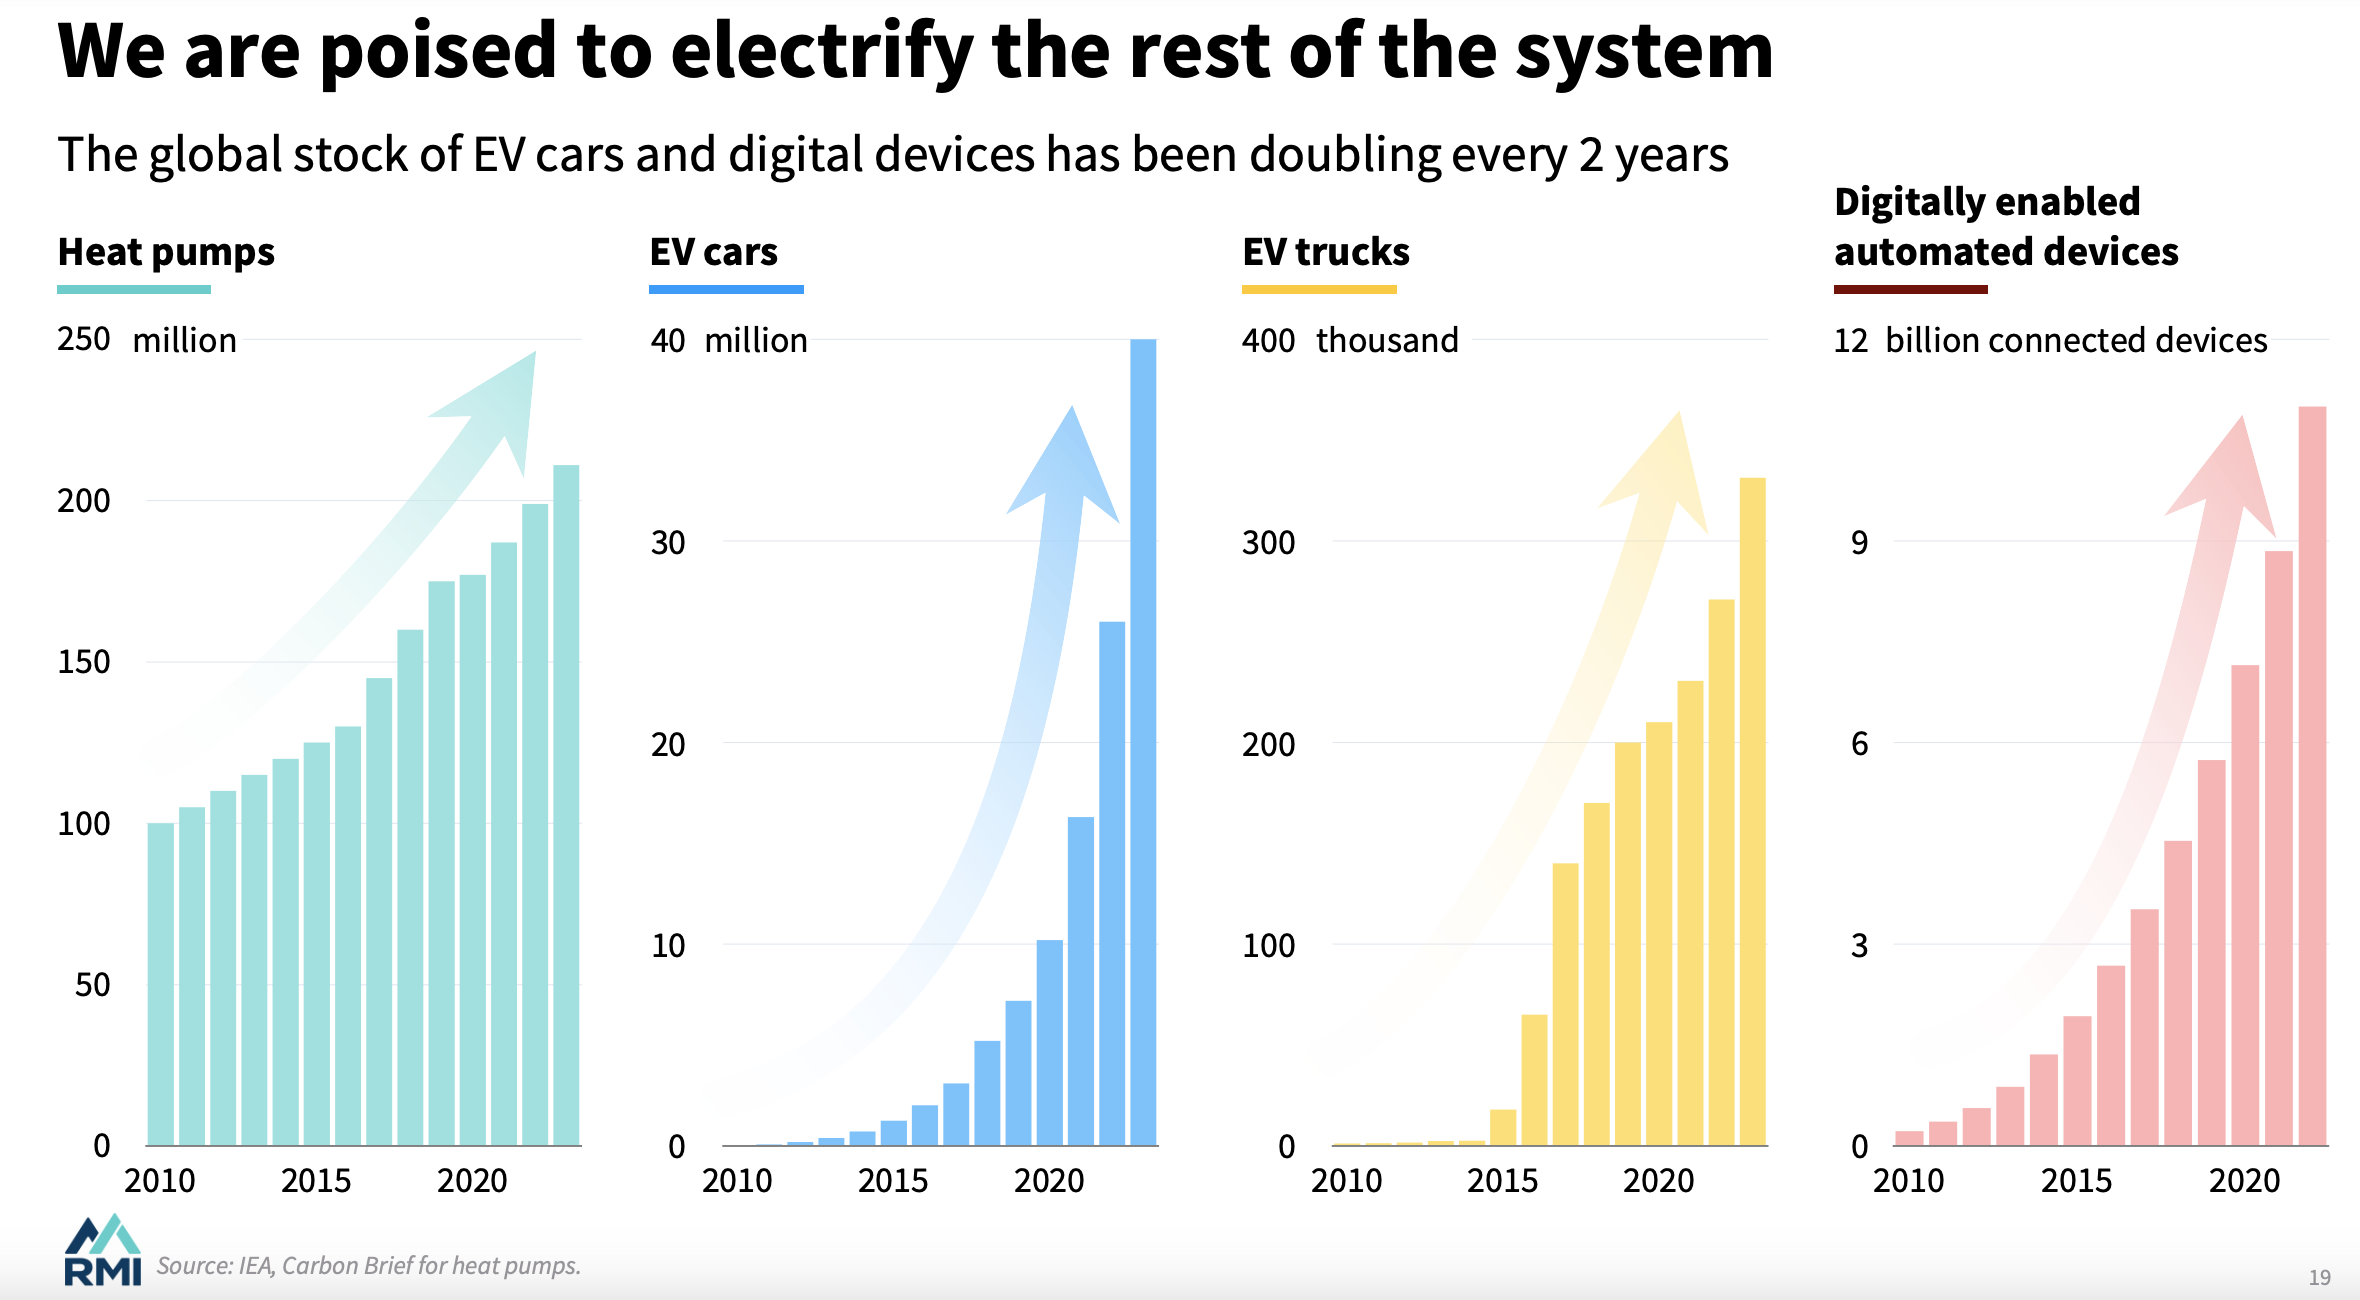 We are poised to electrify the rest of the system
The global stock of EV cars and digital devices has been doubling every 2 years
Heat pumps
250 million
200
150
100
50
0
2010 2015 2020
EV cars
40 million
30
20
10
0
2010 2015 2020
EV trucks
400 thousand
300
200
100
0
2010 2015 2020
Digitally enabled
automated devices
12 billion connected devices
9
6
3
0
2010 2015 2020
RMI
Source: IEA, Carbon Brief for heat pumps.
19